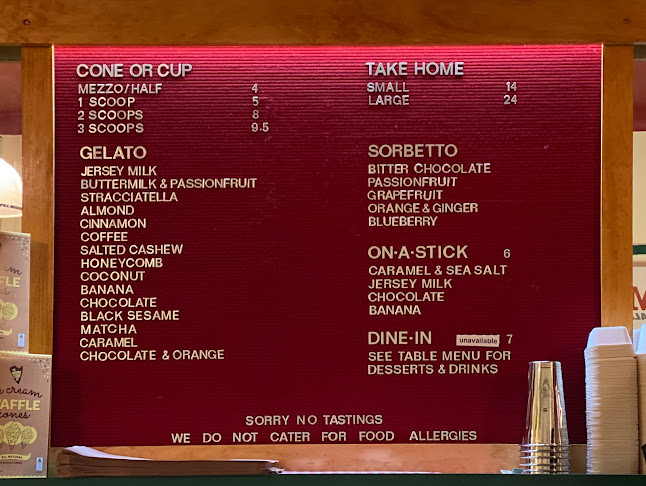 CONE OR CUP
MEZZO/HALF 4
1 SCOOP 5
2 SCOOPS 8
3 SCOOPS 9.5
GELATO
JERSEY MILK
BUTTERMILK & PASSIONFRUIT
STRACCIATELLA
ALMOND
CINNAMON
COFFEE
SALTED CASHEW
HONEYCOMB
COCONUT
BANANA
CHOCOLATE
BLACK SESAME
MATCHA
CARAMEL
CHOCOLATE & ORANGE
TAKE HOME
SMALL 14
LARGE 24
SORBETTO
BITTER CHOCOLATE
PASSIONFRUIT
GRAPEFRUIT
ORANGE & GINGER
BLUEBERRY
ON·A·STICK 6
CARAMEL & SEA SALT
JERSEY MILK
CHOCOLATE
BANANA
DINE·IN unavailable 7
SEE TABLE MENU FOR
DESSERTS & DRINKS
SORRY NO TASTINGS
WE DO NOT CATER FOR FOOD ALLERGIES
cream